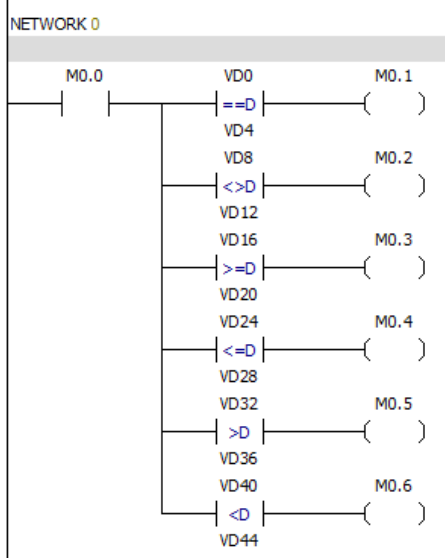 NETWORK 0
M0.0 VD0 M0.1
==D
VD4
VD8 M0.2
<>D
VD12
VD16 M0.3
>=D
VD20
VD24 M0.4
<=D
VD28
VD32 M0.5
>D
VD36
VD40 M0.6
<D
VD44